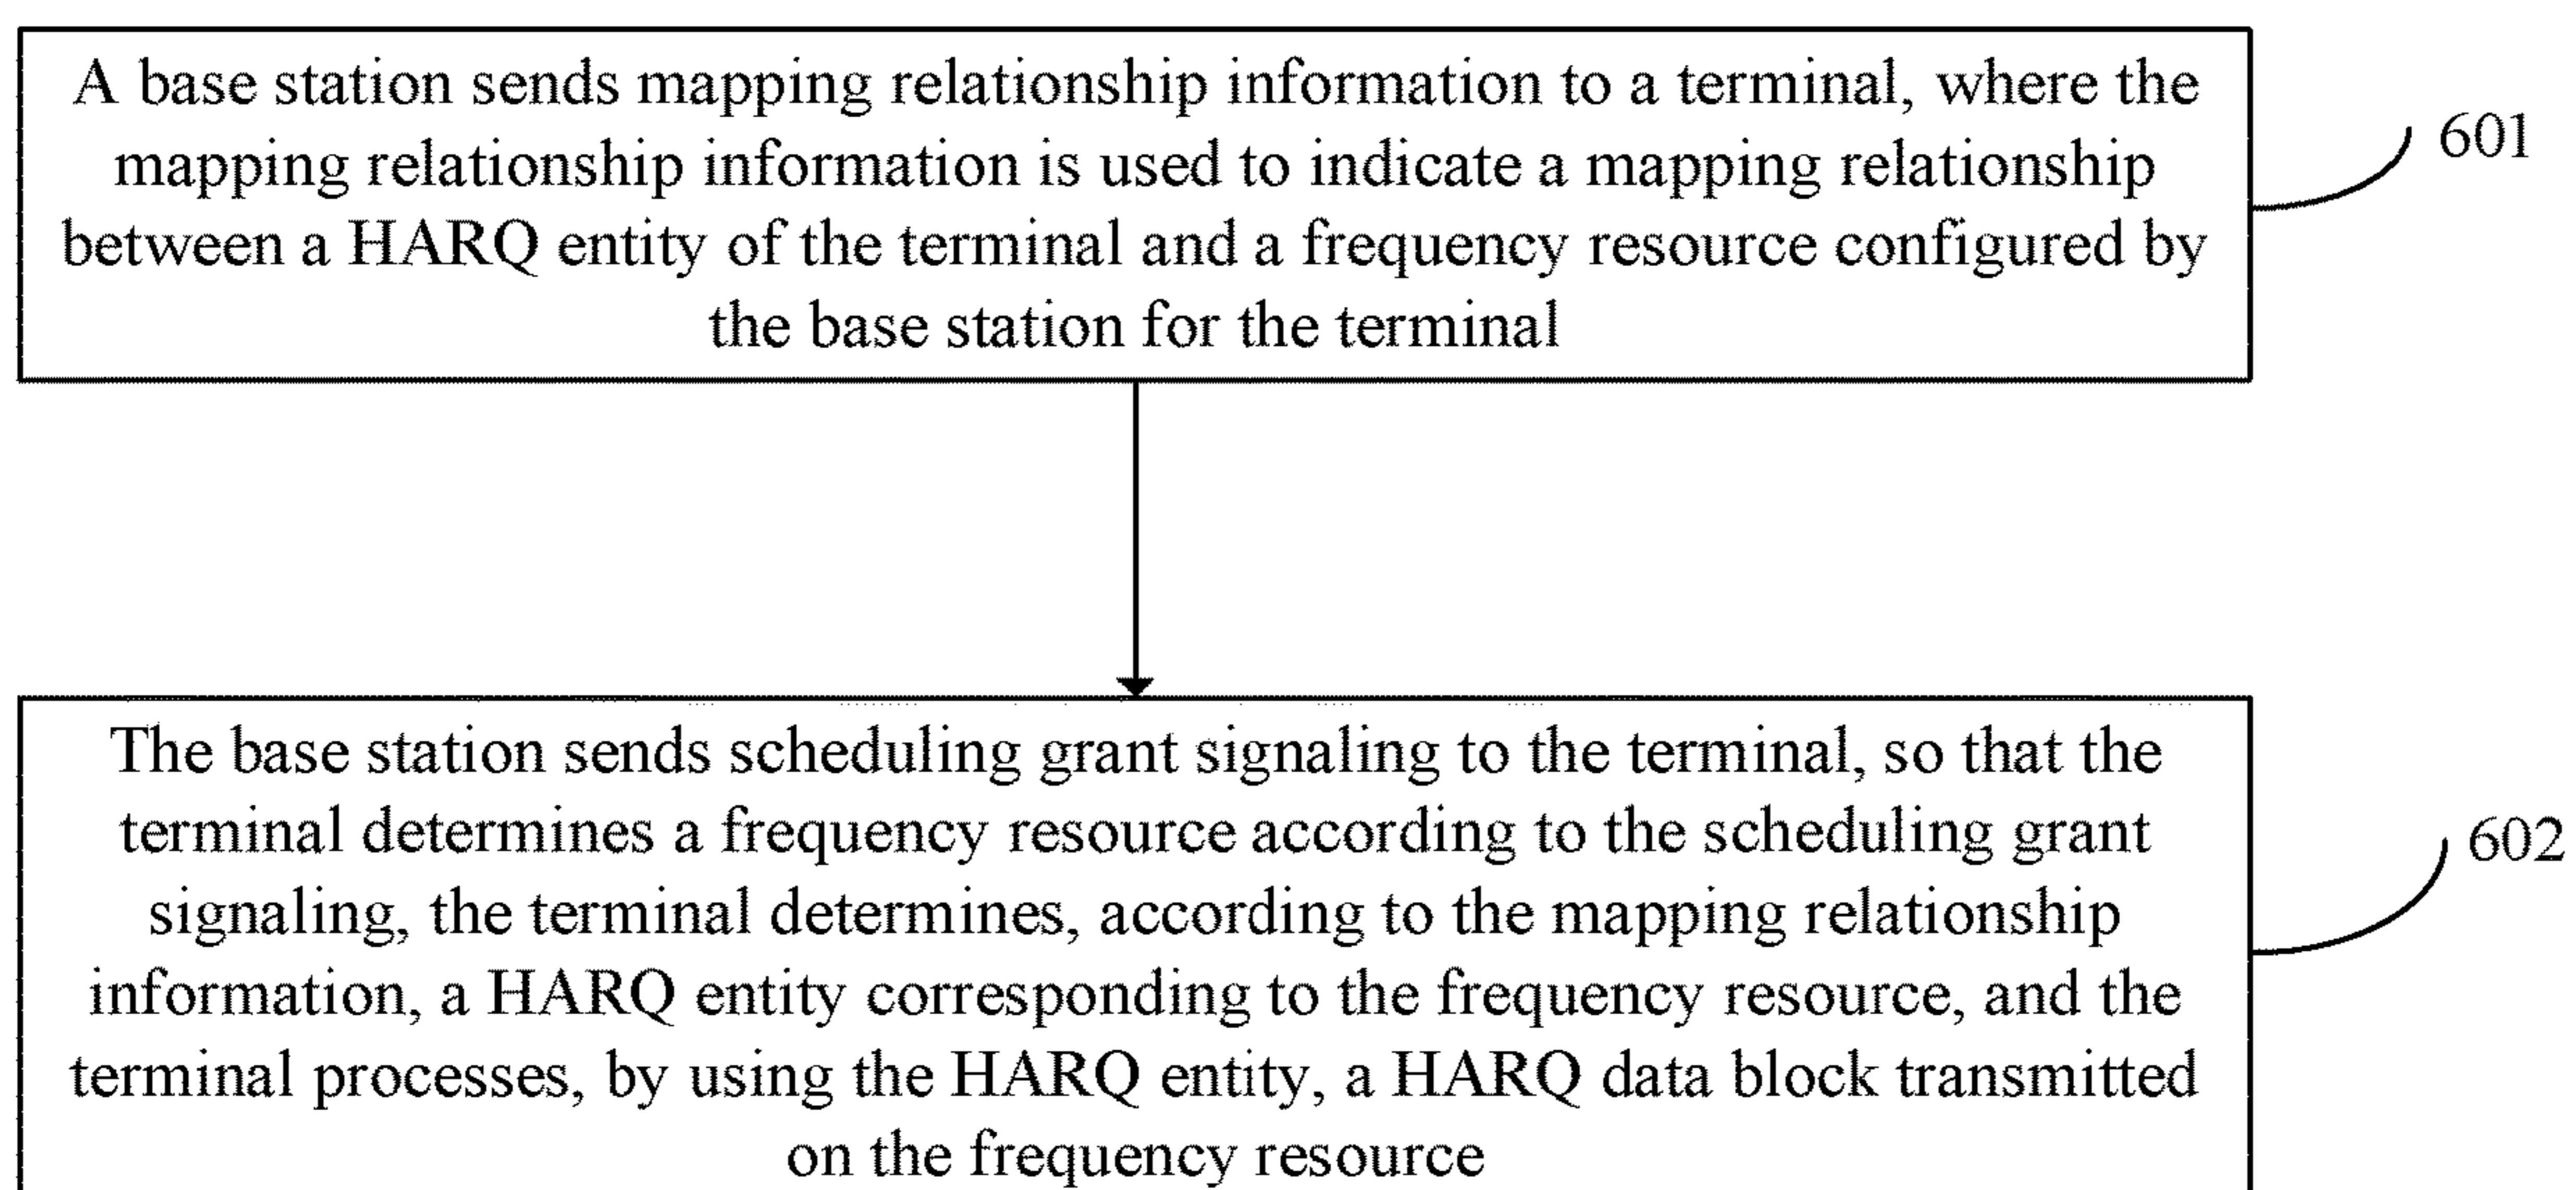 A base station sends mapping relationship information to a terminal, where the
mapping relationship information is used to indicate a mapping relationship
between a HARQ entity of the terminal and a frequency resource configured by
the base station for the terminal
601
The base station sends scheduling grant signaling to the terminal, so that the
terminal determines a frequency resource according to the scheduling grant
signaling, the terminal determines, according to the mapping relationship
information, a HARQ entity corresponding to the frequency resource, and the
terminal processes, by using the HARQ entity, a HARQ data block transmitted
on the frequency resource
602